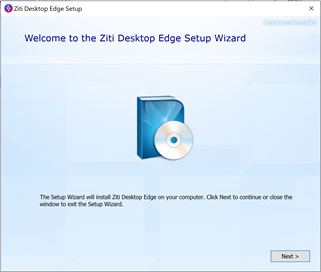 Ziti Desktop Edge Setup
Advanced Installer
Welcome to the Ziti Desktop Edge Setup Wizard
The Setup Wizard will install Ziti Desktop Edge on your computer. Click Next to continue or close the
window to exit the Setup Wizard.
Next >